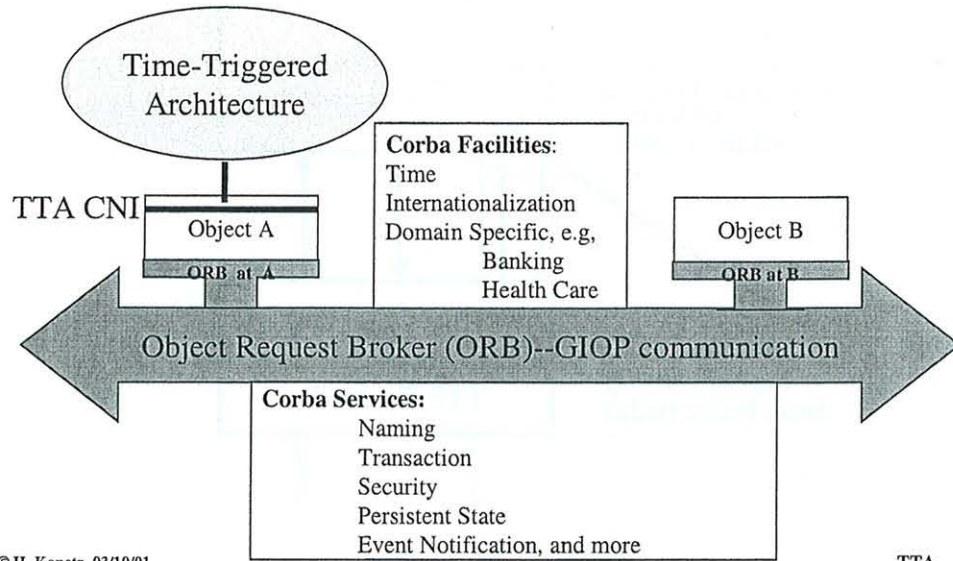 Time-Triggered
Architecture
TTA CNI
Object A
ORB at A
Corba Facilities:
Time
Internationalization
Domain Specific, e.g,
Banking
Health Care
Object B
ORB at B
Object Request Broker (ORB)--GIOP communication
Corba Services:
Naming
Transaction
Security
Persistent State
Event Notification, and more
© H. Kopetz 03/10/01
TTA